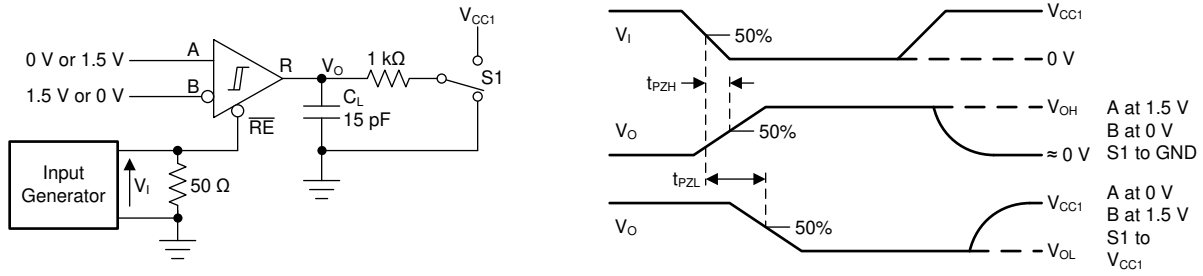 V_CC1
0 V or 1.5 V
A
1.5 V or 0 V
B
R
V_O
1 kΩ
S1
C_L
15 pF
RE
Input
Generator
V_I
50 Ω
V_I
50%
V_CC1
0 V
t_PZH
V_O
50%
V_OH
≈ 0 V
A at 1.5 V
B at 0 V
S1 to GND
t_PZL
V_O
50%
V_CC1
V_OL
A at 0 V
B at 1.5 V
S1 to
V_CC1